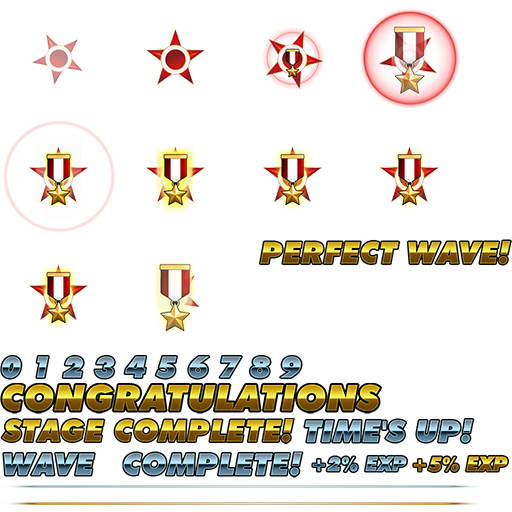 PERFECT WAVE!
0 1 2 3 4 5 6 7 8 9
CONGRATULATIONS
STAGE COMPLETE! TIME'S UP!
WAVE COMPLETE! +2% EXP +5% EXP